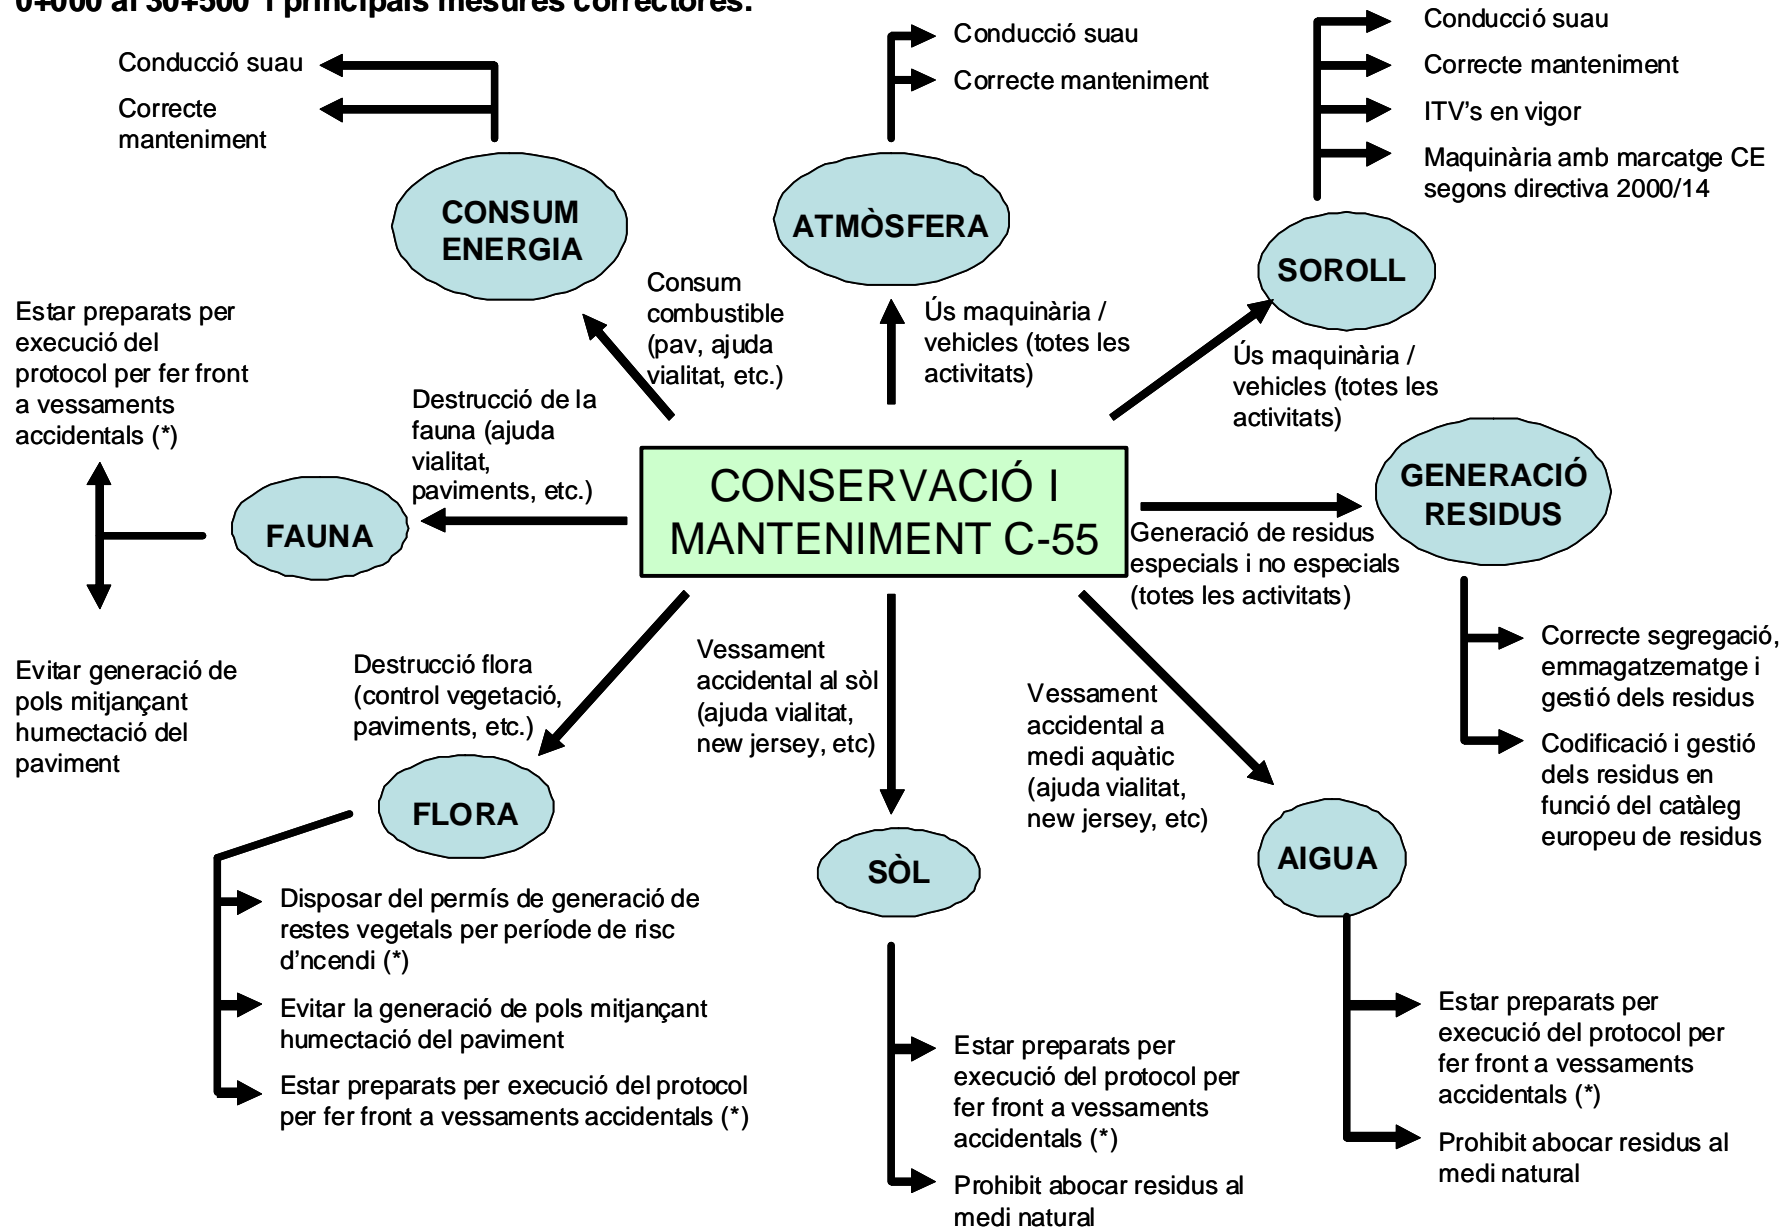 0+000 al 30+500 i principals mesures correctores:
Conducció suau
Correcte
manteniment
CONSUM
ENERGIA
Consum
combustible
(pav, ajuda
vialitat, etc.)
Conducció suau
Correcte manteniment
ATMÒSFERA
Ús maquinària /
vehicles (totes les
activitats)
Conducció suau
Correcte manteniment
ITV's en vigor
Maquinària amb marcatge CE
segons directiva 2000/14
SOROLL
Ús maquinària /
vehicles (totes les
activitats)
Estar preparats per
execució del
protocol per fer front
a vessaments
accidentals (*)
Destrucció de la
fauna (ajuda
vialitat,
paviments, etc.)
FAUNA
Evitar generació de
pols mitjançant
humectació del
paviment
CONSERVACIÓ I
MANTENIMENT C-55
GENERACIÓ
RESIDUS
Generació de residus
especials i no especials
(totes les activitats)
Correcte segregació,
emmagatzematge i
gestió dels residus
Codificació i gestió
dels residus en
funció del catàleg
europeu de residus
Destrucció flora
(control vegetació,
paviments, etc.)
FLORA
Disposar del permís de generació de
restes vegetals per període de risc
d'ncendi (*)
Evitar la generació de pols mitjançant
humectació del paviment
Estar preparats per execució del protocol
per fer front a vessaments accidentals (*)
Vessament
accidental al sòl
(ajuda vialitat,
new jersey, etc)
SÒL
Estar preparats per
execució del protocol per
fer front a vessaments
accidentals (*)
Prohibit abocar residus al
medi natural
Vessament
accidental a
medi aquàtic
(ajuda vialitat,
new jersey, etc)
AIGUA
Estar preparats per
execució del protocol per
fer front a vessaments
accidentals (*)
Prohibit abocar residus al
medi natural